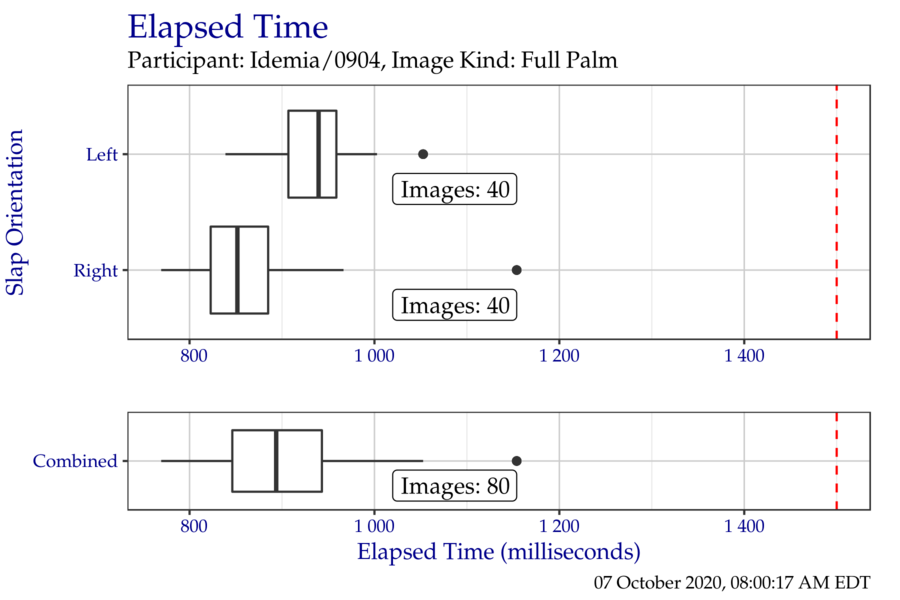 Elapsed Time
Participant: Idemia/0904, Image Kind: Full Palm
Slap Orientation
Left
Images: 40
Right
Images: 40
800 1 000 1 200 1 400
Combined
Images: 80
800 1 000 1 200 1 400
Elapsed Time (milliseconds)
07 October 2020, 08:00:17 AM EDT